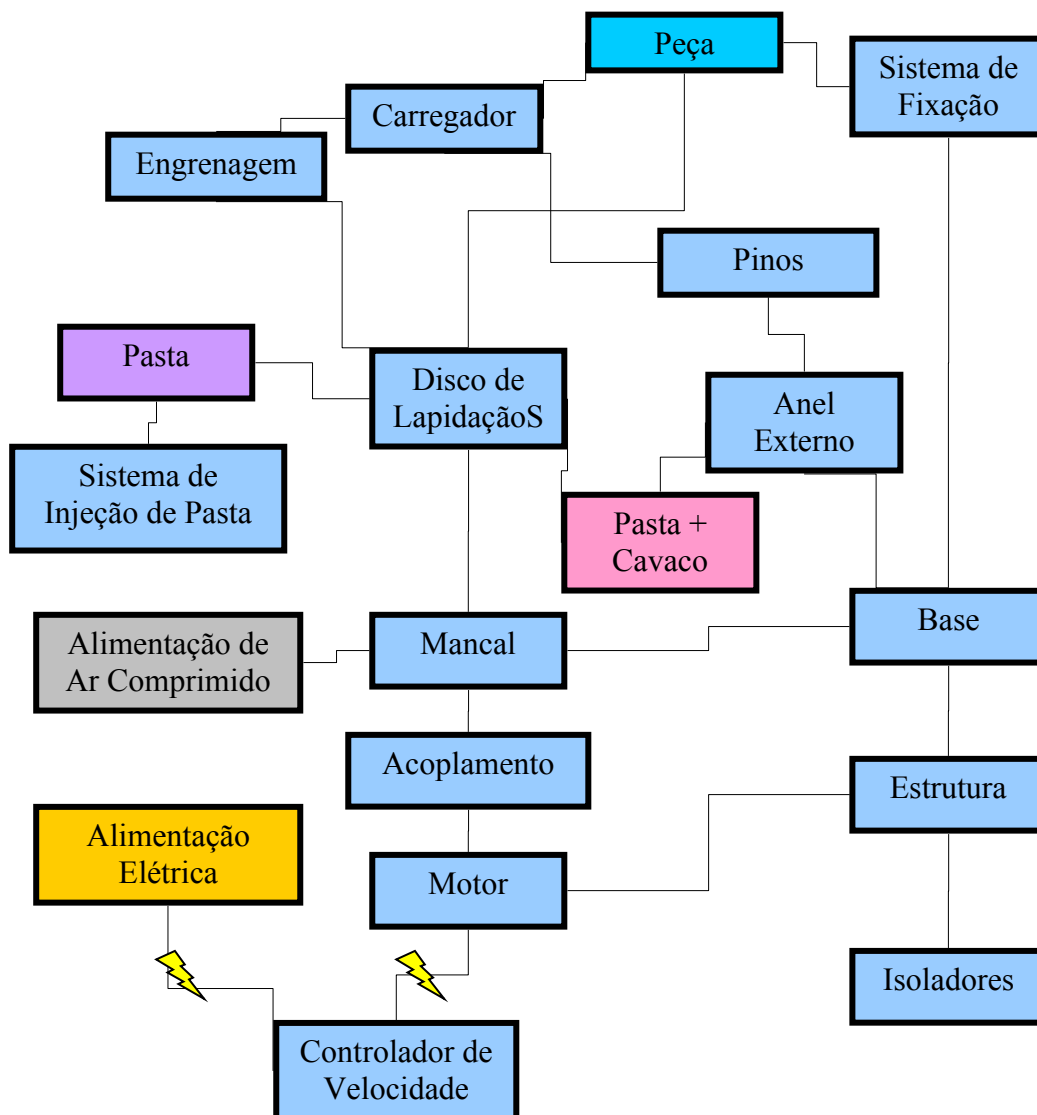 Peça
Sistema de
Fixação
Carregador
Engrenagem
Pinos
Pasta
Disco de
LapidaçãoS
Anel
Externo
Sistema de
Injeção de Pasta
Pasta +
Cavaco
Alimentação de
Ar Comprimido
Mancal
Base
Acoplamento
Estrutura
Alimentação
Elétrica
Motor
Isoladores
Controlador de
Velocidade